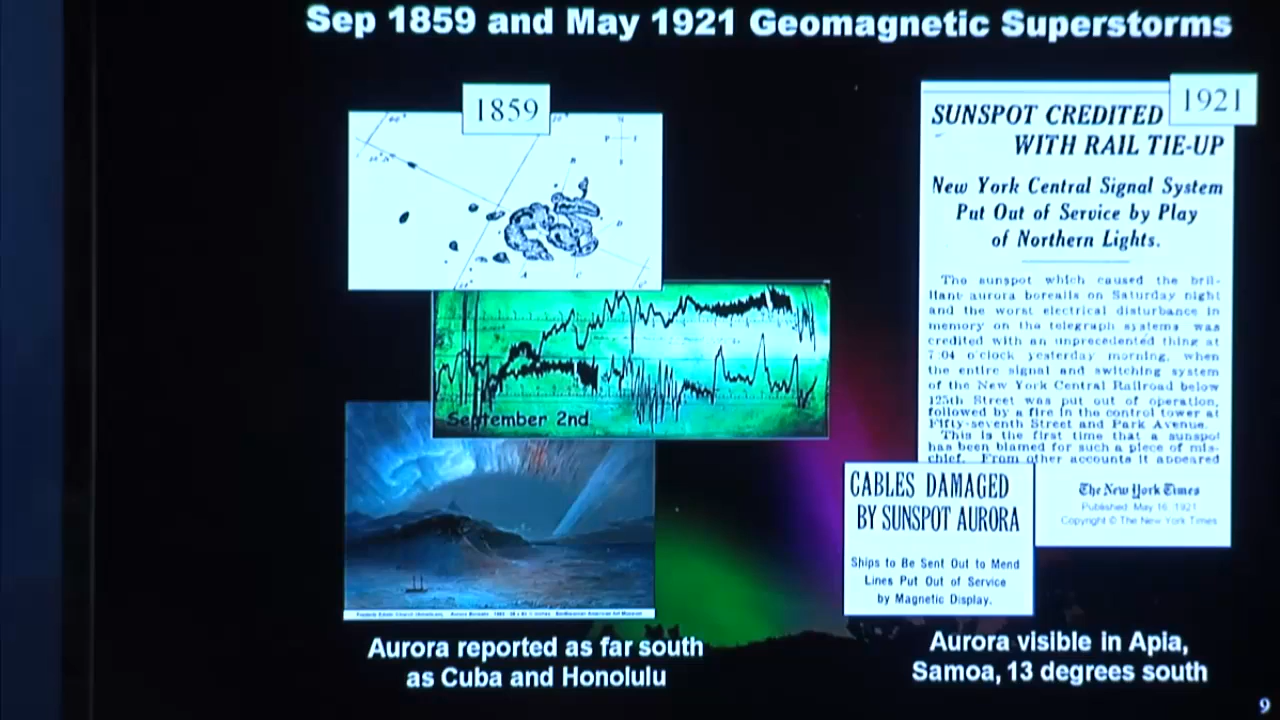 Sep 1859 and May 1921 Geomagnetic Superstorms
1859
September 2nd
Aurora reported as far south
as Cuba and Honolulu
1921
SUNSPOT CREDITED
WITH RAIL TIE-UP
New York Central Signal System
Put Out of Service by Play
of Northern Lights.
The sunspot which caused the bril-
liant aurora borealis on Saturday night
and the worst electrical disturbance in
memory on the telegraph systems was
credited with an unprecedented thing at
7:04 o'clock yesterday morning, when
the entire signal and switching system
of the New York Central Railroad below
125th Street was put out of operation,
followed by a fire in the control tower at
Fifty-seventh Street and Park Avenue.
This is the first time that a sunspot
has been blamed for such a piece of mis-
chief. From other accounts it appeared
The New York Times
Published: May 16, 1921
Copyright © The New York Times
CABLES DAMAGED
BY SUNSPOT AURORA
Ships to Be Sent Out to Mend
Lines Put Out of Service
by Magnetic Display.
Aurora visible in Apia,
Samoa, 13 degrees south
9